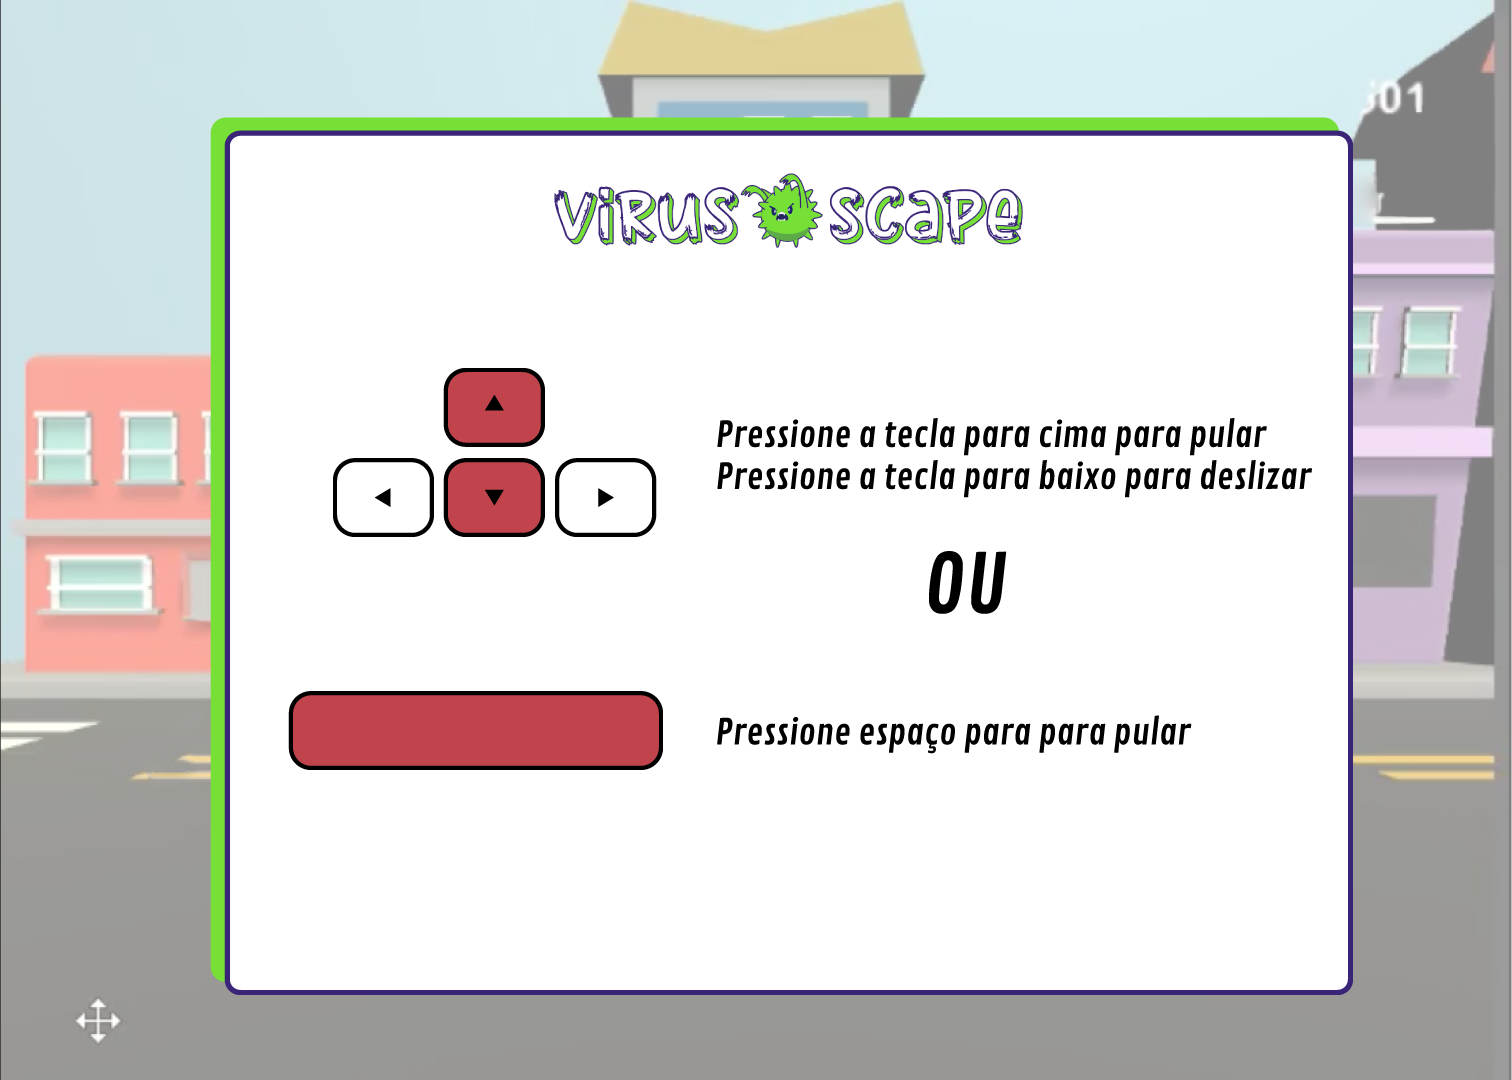 ViRUS SCaPe
Pressione a tecla para cima para pular
Pressione a tecla para baixo para deslizar
OU
Pressione espaço para para pular